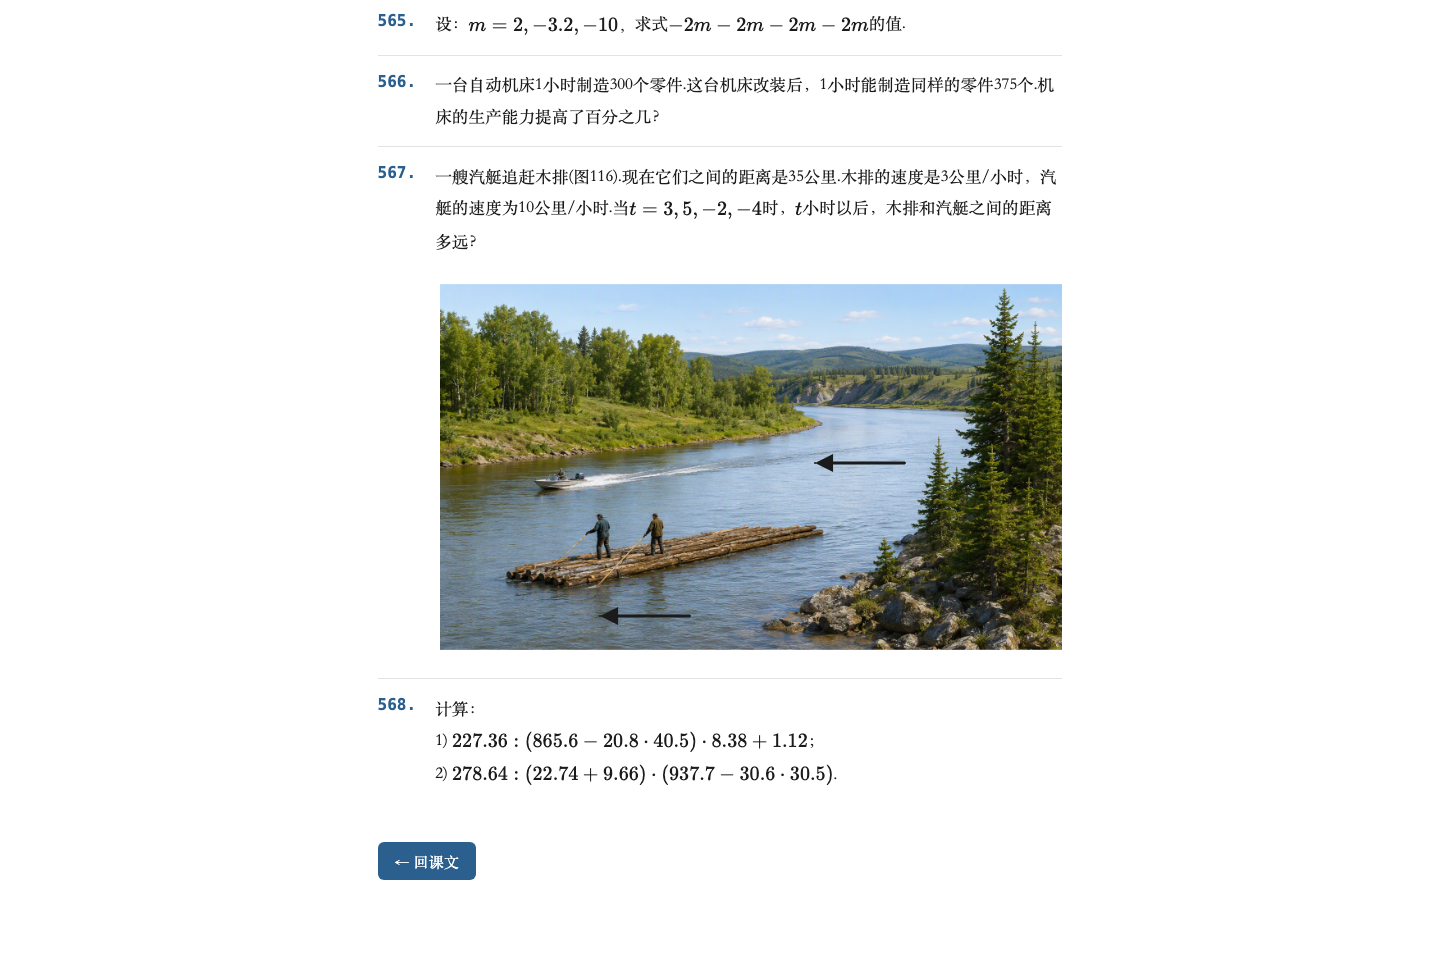 565. 设：m = 2, −3.2, −10，求式−2m − 2m − 2m − 2m的值.
566. 一台自动机床1小时制造300个零件.这台机床改装后，1小时能制造同样的零件375个.机
床的生产能力提高了百分之几？
567. 一艘汽艇追赶木排(图116).现在它们之间的距离是35公里.木排的速度是3公里/小时，汽
艇的速度为10公里/小时.当t = 3, 5, −2, −4时，t小时以后，木排和汽艇之间的距离
多远？
568. 计算：
1) 227.36 : (865.6 − 20.8 · 40.5) · 8.38 + 1.12；
2) 278.64 : (22.74 + 9.66) · (937.7 − 30.6 · 30.5).
← 回课文